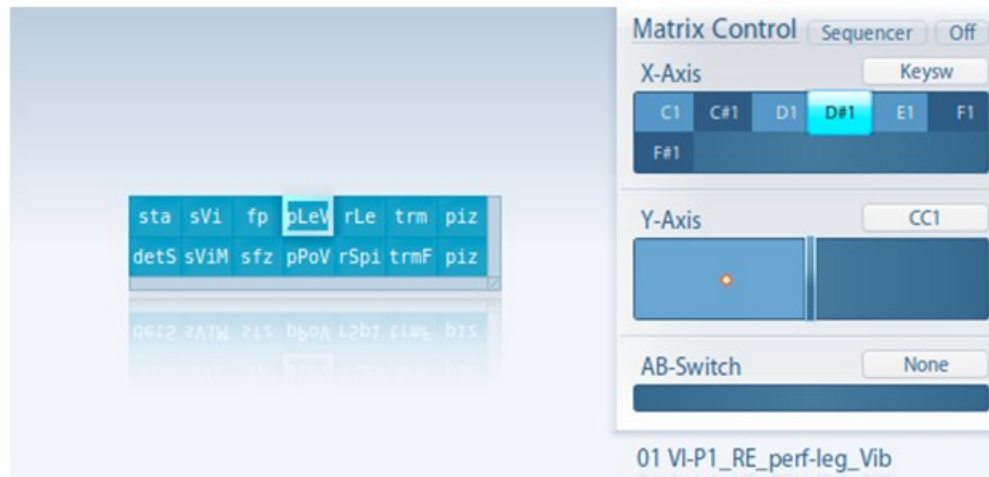 Matrix Control Sequencer Off
X-Axis Keysw
C1 C#1 D1 D#1 E1 F1
F#1
sta sVi fp pLeV rLe trm piz
detS sViM sfz pPoV rSpi trmF piz
Y-Axis CC1
AB-Switch None
01 VI-P1_RE_perf-leg_Vib